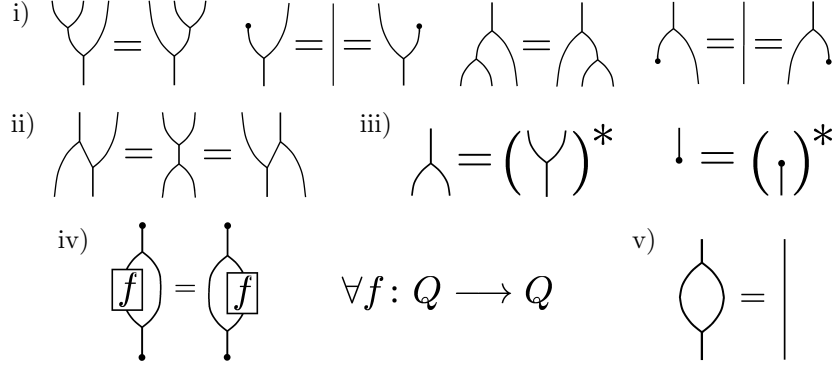 i) = = = = = =
ii) = = iii) = ( )* = ( )*
iv) f = f ∀f : Q ⟶ Q v) =